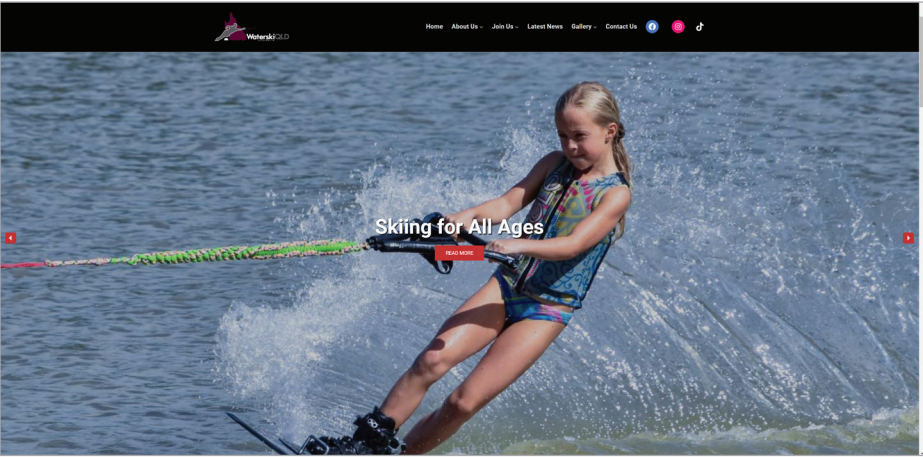 WaterskiQLD
Home About Us Join Us Latest News Gallery Contact Us
Skiing for All Ages
READ MORE